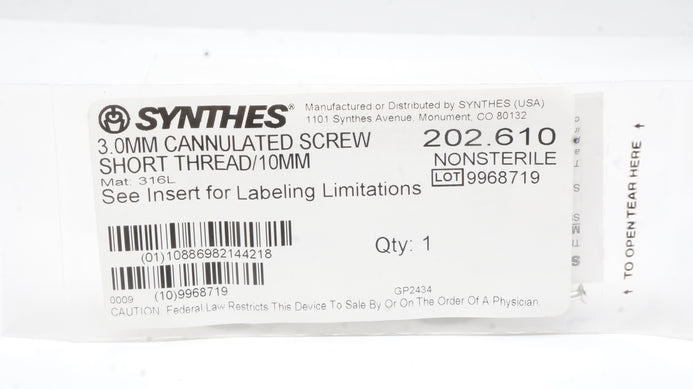 SYNTHES®
Manufactured or Distributed by SYNTHES (USA)
1101 Synthes Avenue, Monument, CO 80132
3.0MM CANNULATED SCREW
SHORT THREAD/10MM
Mat: 316L
202.610
NONSTERILE
LOT 9968719
See Insert for Labeling Limitations
(01)10886982144218
Qty: 1
0009
(10)9968719
GP2434
CAUTION: Federal Law Restricts This Device To Sale By Or On The Order Of A Physician.
TO OPEN TEAR HERE